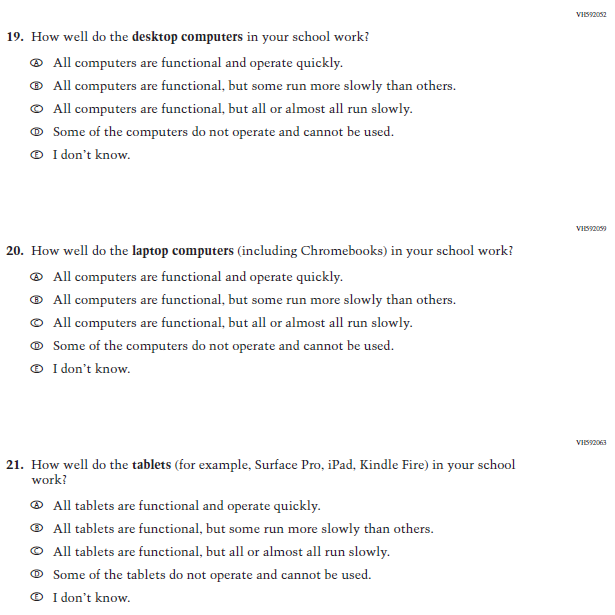 VH592052
19. How well do the desktop computers in your school work?
Ⓐ All computers are functional and operate quickly.
Ⓑ All computers are functional, but some run more slowly than others.
Ⓒ All computers are functional, but all or almost all run slowly.
Ⓓ Some of the computers do not operate and cannot be used.
Ⓔ I don't know.
VH592059
20. How well do the laptop computers (including Chromebooks) in your school work?
Ⓐ All computers are functional and operate quickly.
Ⓑ All computers are functional, but some run more slowly than others.
Ⓒ All computers are functional, but all or almost all run slowly.
Ⓓ Some of the computers do not operate and cannot be used.
Ⓔ I don't know.
VH592063
21. How well do the tablets (for example, Surface Pro, iPad, Kindle Fire) in your school
work?
Ⓐ All tablets are functional and operate quickly.
Ⓑ All tablets are functional, but some run more slowly than others.
Ⓒ All tablets are functional, but all or almost all run slowly.
Ⓓ Some of the tablets do not operate and cannot be used.
Ⓔ I don't know.